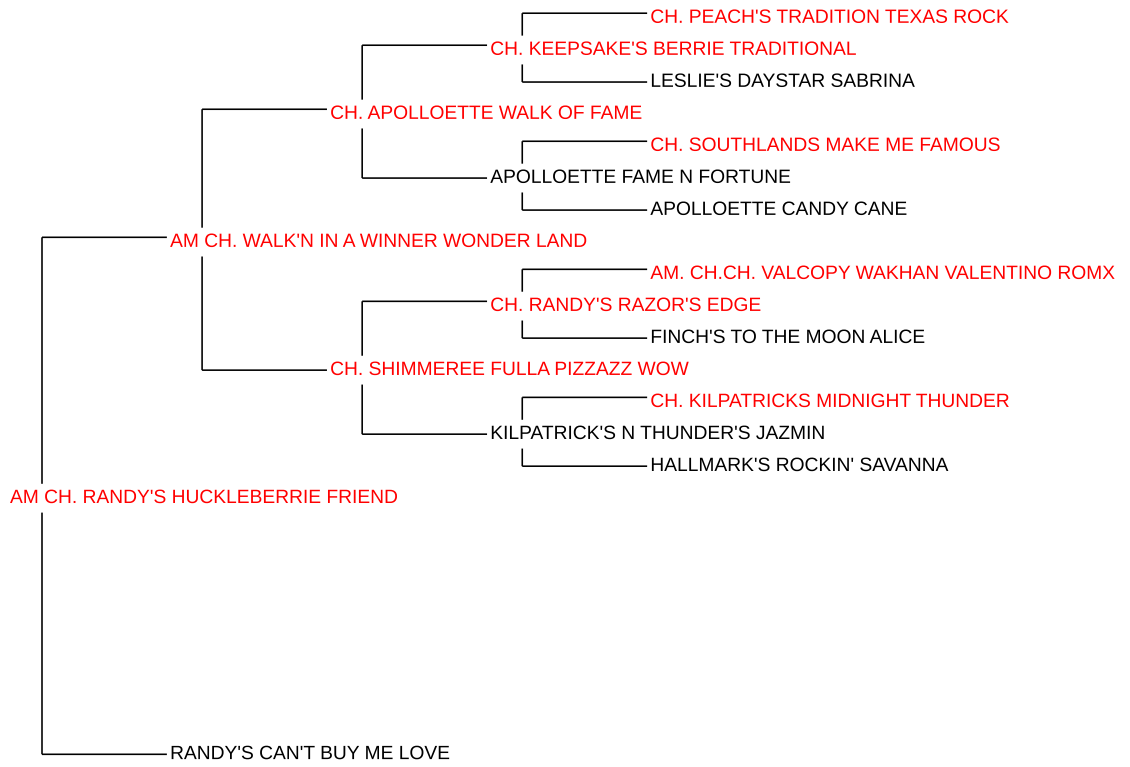 CH. PEACH'S TRADITION TEXAS ROCK
CH. KEEPSAKE'S BERRIE TRADITIONAL
LESLIE'S DAYSTAR SABRINA
CH. APOLLOETTE WALK OF FAME
CH. SOUTHLANDS MAKE ME FAMOUS
APOLLOETTE FAME N FORTUNE
APOLLOETTE CANDY CANE
AM CH. WALK'N IN A WINNER WONDER LAND
AM. CH.CH. VALCOPY WAKHAN VALENTINO ROMX
CH. RANDY'S RAZOR'S EDGE
FINCH'S TO THE MOON ALICE
CH. SHIMMEREE FULLA PIZZAZZ WOW
CH. KILPATRICKS MIDNIGHT THUNDER
KILPATRICK'S N THUNDER'S JAZMIN
HALLMARK'S ROCKIN' SAVANNA
AM CH. RANDY'S HUCKLEBERRIE FRIEND
RANDY'S CAN'T BUY ME LOVE